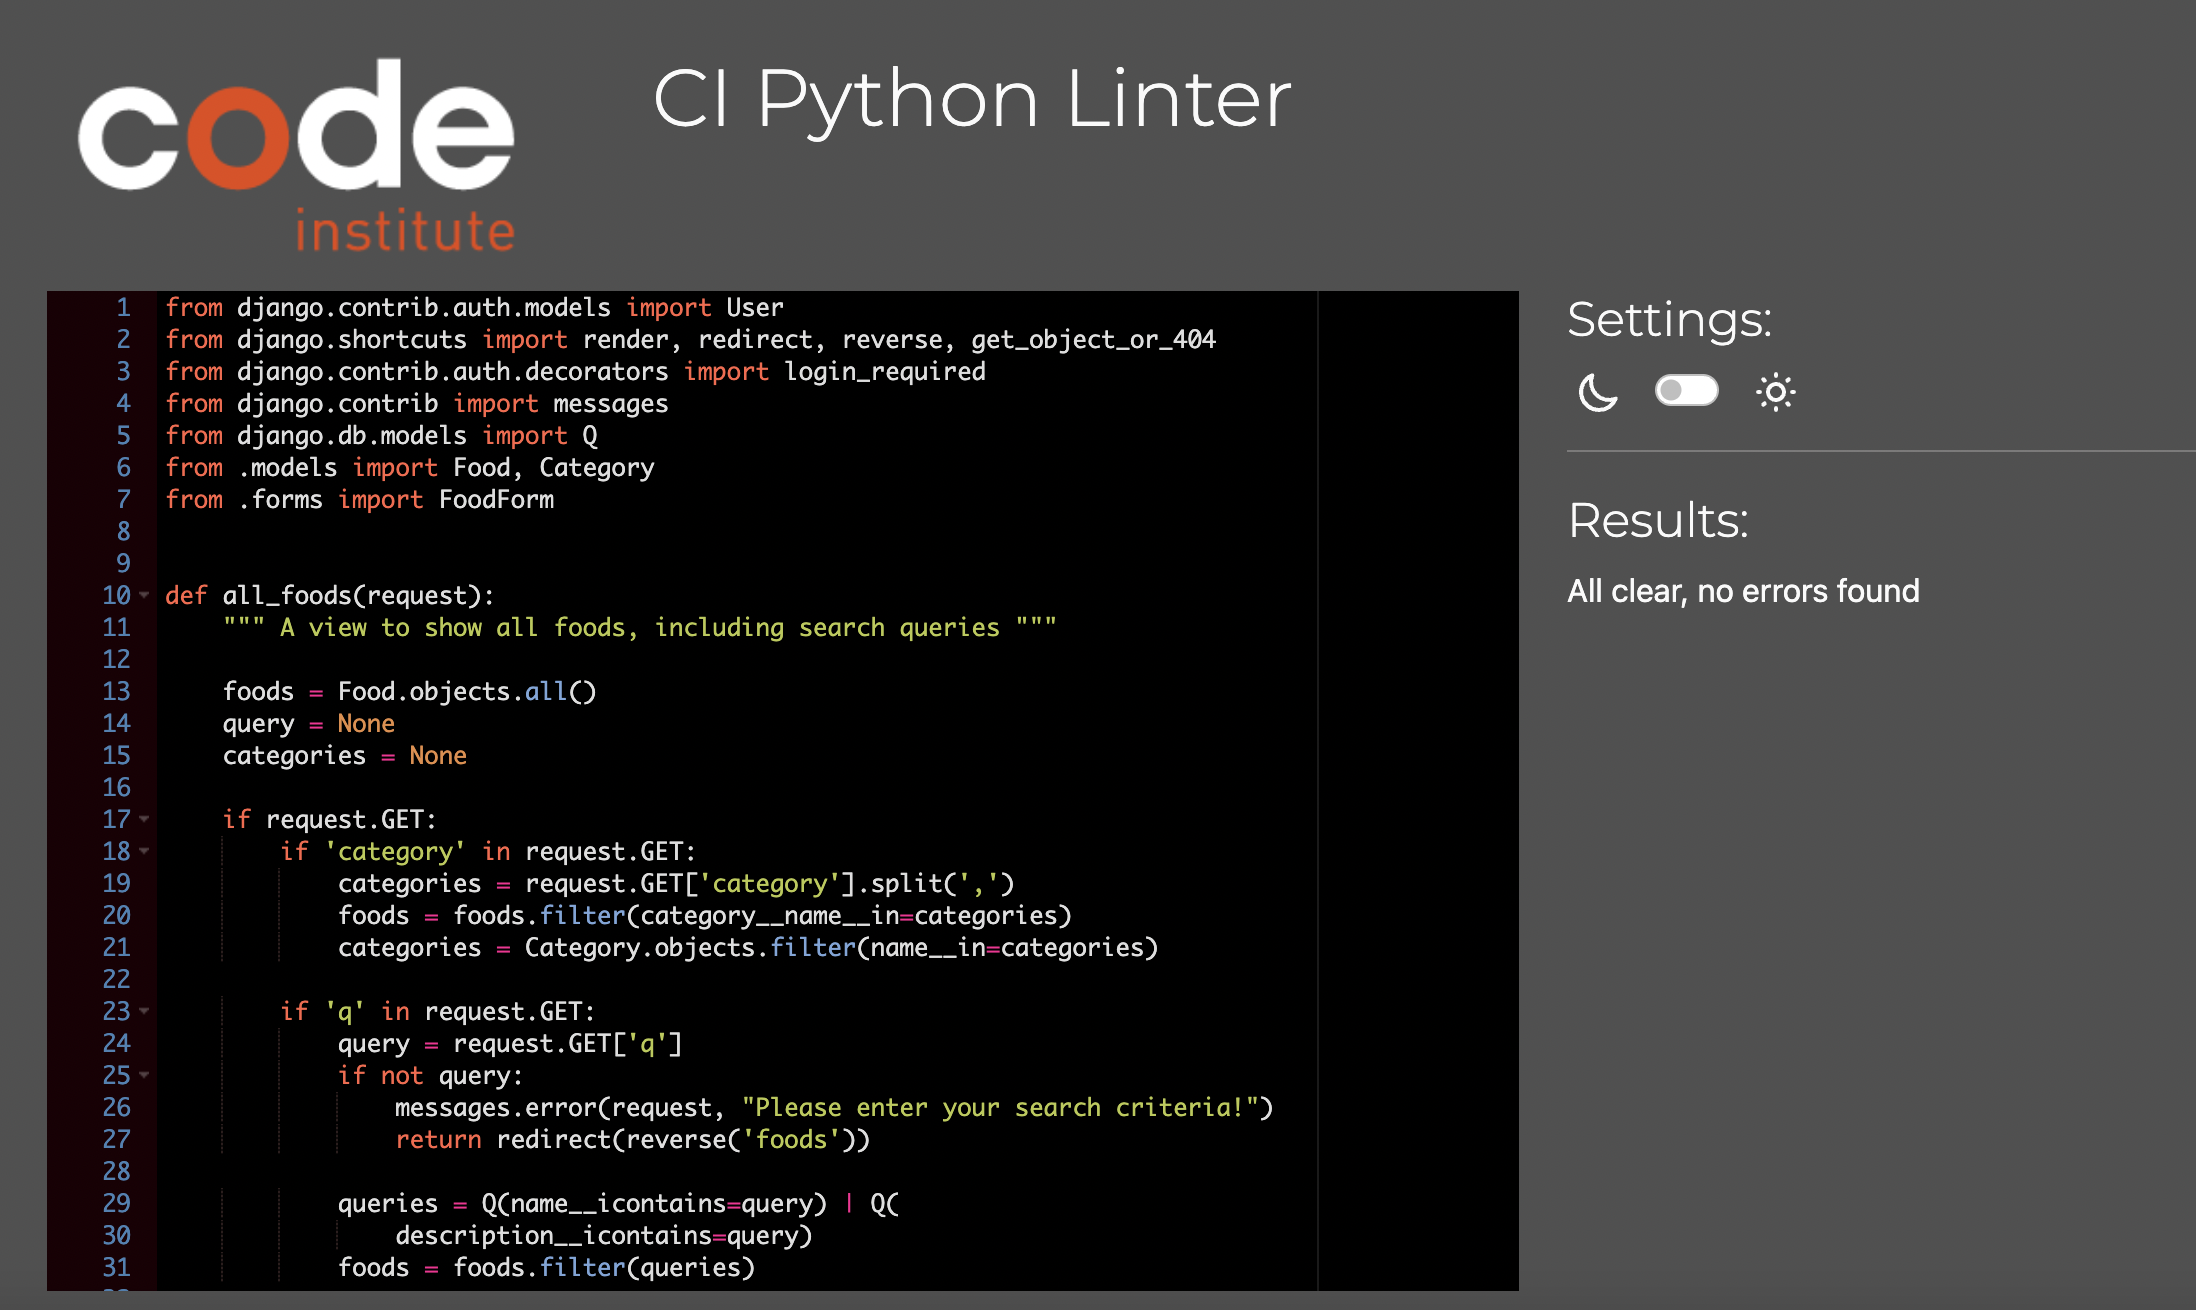 code
institute
CI Python Linter
1 from django.contrib.auth.models import User
2 from django.shortcuts import render, redirect, reverse, get_object_or_404
3 from django.contrib.auth.decorators import login_required
4 from django.contrib import messages
5 from django.db.models import Q
6 from .models import Food, Category
7 from .forms import FoodForm
8
9
10 def all_foods(request):
11     """ A view to show all foods, including search queries """
12
13     foods = Food.objects.all()
14     query = None
15     categories = None
16
17     if request.GET:
18         if 'category' in request.GET:
19             categories = request.GET['category'].split(',')
20             foods = foods.filter(category__name__in=categories)
21             categories = Category.objects.filter(name__in=categories)
22
23         if 'q' in request.GET:
24             query = request.GET['q']
25             if not query:
26                 messages.error(request, "Please enter your search criteria!")
27                 return redirect(reverse('foods'))
28
29             queries = Q(name__icontains=query) | Q(
30                 description__icontains=query)
31             foods = foods.filter(queries)
Settings:
Results:
All clear, no errors found